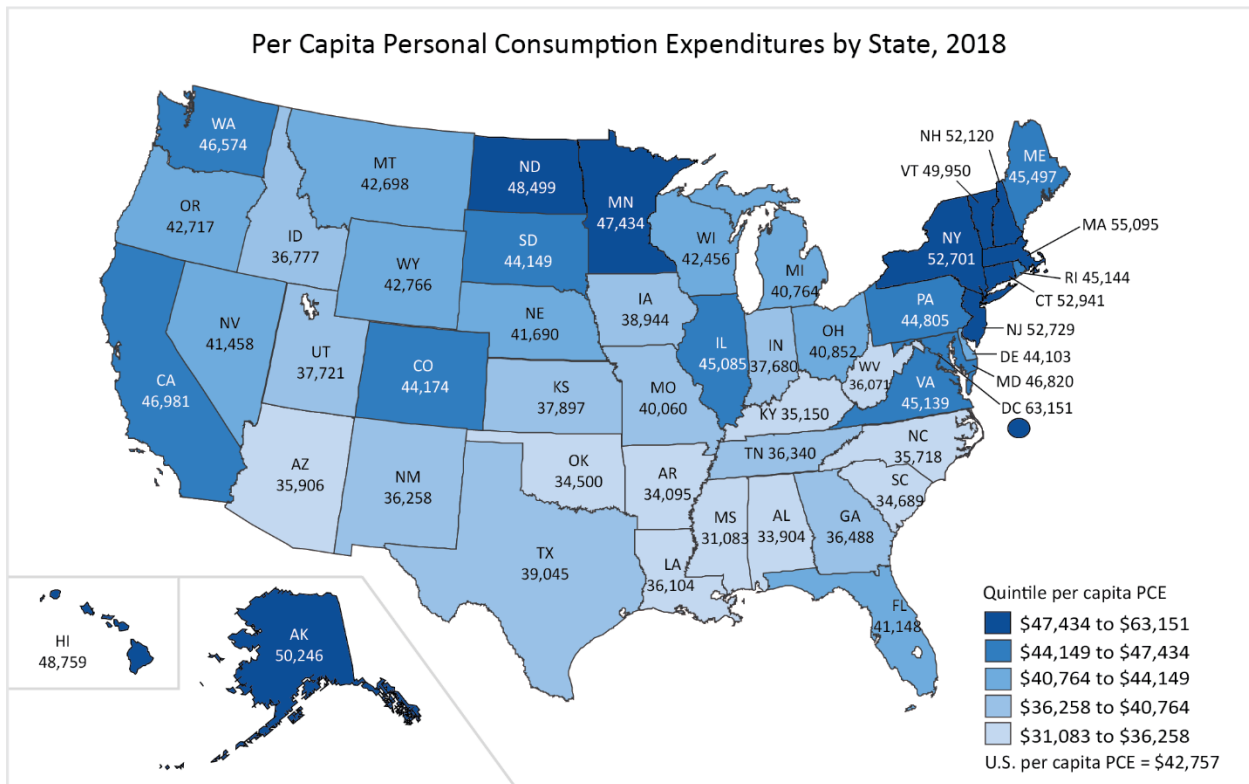 Per Capita Personal Consumption Expenditures by State, 2018
WA
46,574
MT
42,698
ND
48,499
MN
47,434
NH 52,120
VT 49,950
ME
45,497
OR
42,717
ID
36,777
WY
42,766
SD
44,149
WI
42,456
MI
40,764
NY
52,701
MA 55,095
RI 45,144
CT 52,941
NJ 52,729
DE 44,103
MD 46,820
DC 63,151
CA
46,981
NV
41,458
UT
37,721
CO
44,174
NE
41,690
IA
38,944
IL
45,085
IN
37,680
OH
40,852
PA
44,805
WV
36,071
VA
45,139
KS
37,897
MO
40,060
KY 35,150
NC
35,718
AZ
35,906
NM
36,258
OK
34,500
AR
34,095
TN 36,340
SC
34,689
TX
39,045
LA
36,104
MS
31,083
AL
33,904
GA
36,488
FL
41,148
HI
48,759
AK
50,246
Quintile per capita PCE
$47,434 to $63,151
$44,149 to $47,434
$40,764 to $44,149
$36,258 to $40,764
$31,083 to $36,258
U.S. per capita PCE = $42,757